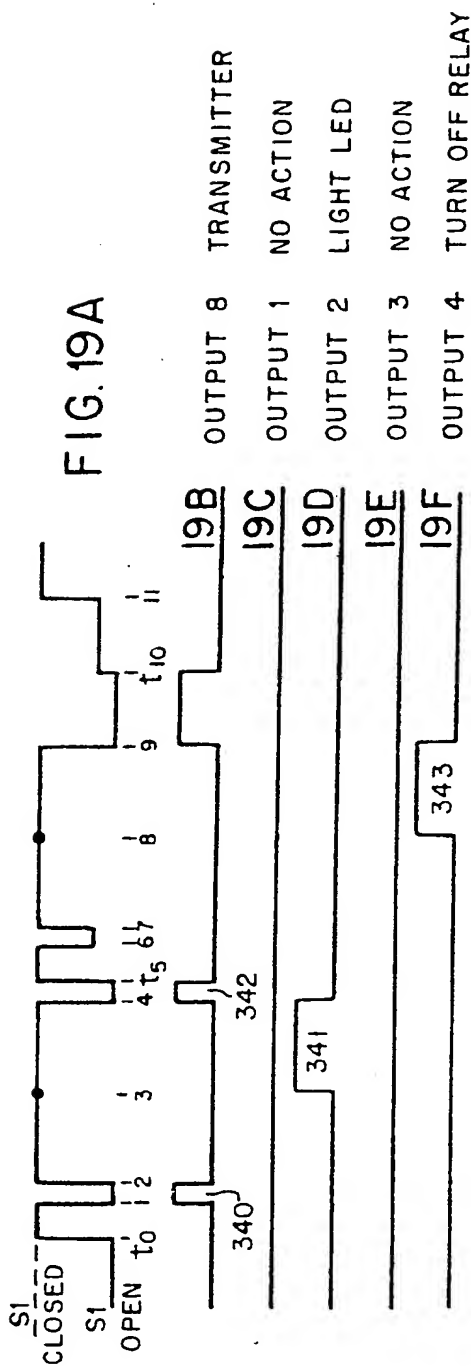 FIG. 19A
S1
CLOSED
S1
OPEN
t0 1 2 3 4 t5 6 7 8 9 t10 11
340 342
19B OUTPUT 8 TRANSMITTER
19C OUTPUT 1 NO ACTION
341
19D OUTPUT 2 LIGHT LED
19E OUTPUT 3 NO ACTION
343
19F OUTPUT 4 TURN OFF RELAY